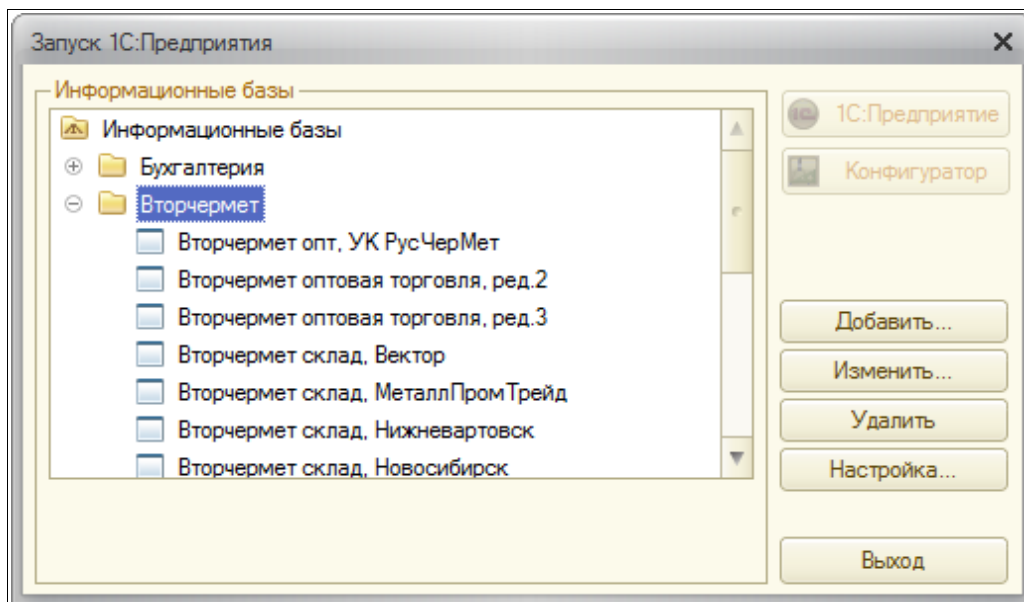 Запуск 1С:Предприятия
Информационные базы
Информационные базы
Бухгалтерия
Вторчермет
Вторчермет опт, УК РусЧерМет
Вторчермет оптовая торговля, ред.2
Вторчермет оптовая торговля, ред.3
Вторчермет склад, Вектор
Вторчермет склад, МеталлПромТрейд
Вторчермет склад, Нижневартовск
Вторчермет склад, Новосибирск
1С:Предприятие
Конфигуратор
Добавить...
Изменить...
Удалить
Настройка...
Выход